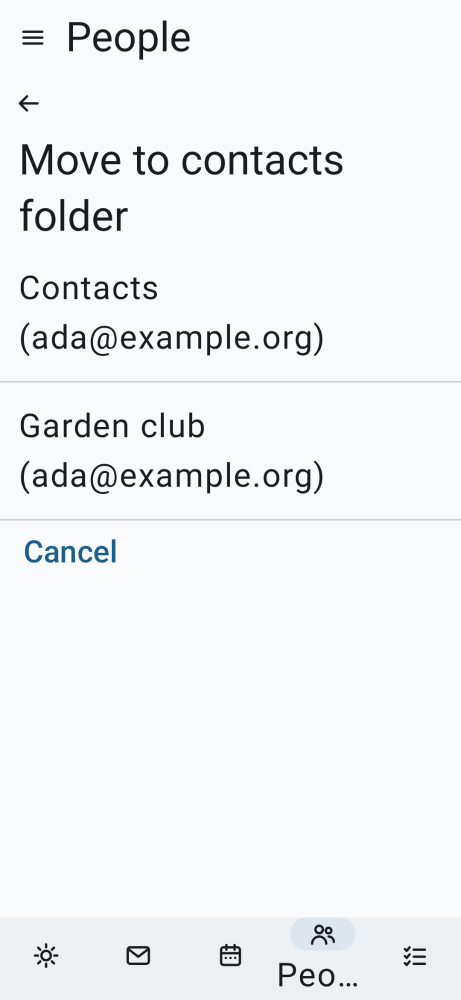 People
Move to contacts
folder
Contacts
(ada@example.org)
Garden club
(ada@example.org)
Cancel
Peo…